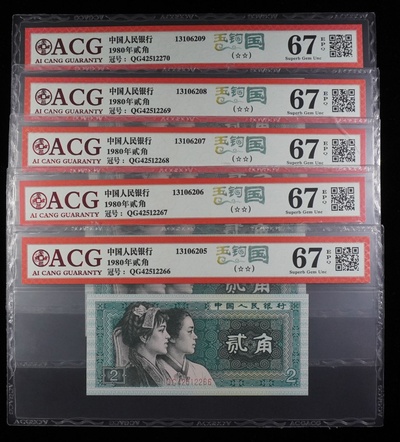 ACG
AI CANG GUARANTY
中国人民银行 13106209
1980年贰角
冠号: QG42512270
玉钩国
(☆☆)
67 EPQ
Superb Gem Unc
ACG
AI CANG GUARANTY
中国人民银行 13106208
1980年贰角
冠号: QG42512269
玉钩国
(☆☆)
67 EPQ
Superb Gem Unc
ACG
AI CANG GUARANTY
中国人民银行 13106207
1980年贰角
冠号: QG42512268
玉钩国
(☆☆)
67 EPQ
Superb Gem Unc
ACG
AI CANG GUARANTY
中国人民银行 13106206
1980年贰角
冠号: QG42512267
玉钩国
(☆☆)
67 EPQ
Superb Gem Unc
ACG
AI CANG GUARANTY
中国人民银行 13106205
1980年贰角
冠号: QG42512266
玉钩国
(☆☆)
67 EPQ
Superb Gem Unc
中国人民银行
贰角
QG42512266
2
2